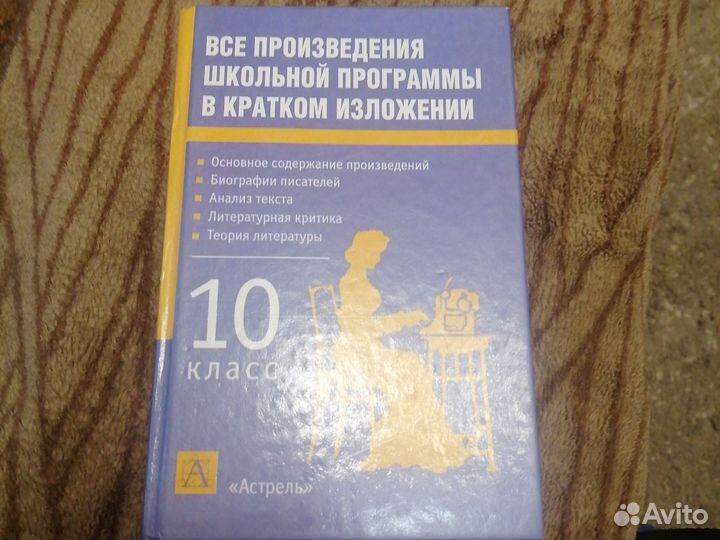 ВСЕ ПРОИЗВЕДЕНИЯ
ШКОЛЬНОЙ ПРОГРАММЫ
В КРАТКОМ ИЗЛОЖЕНИИ
Основное содержание произведений
Биографии писателей
Анализ текста
Литературная критика
Теория литературы
10
класс
А
«Астрель»
Avito